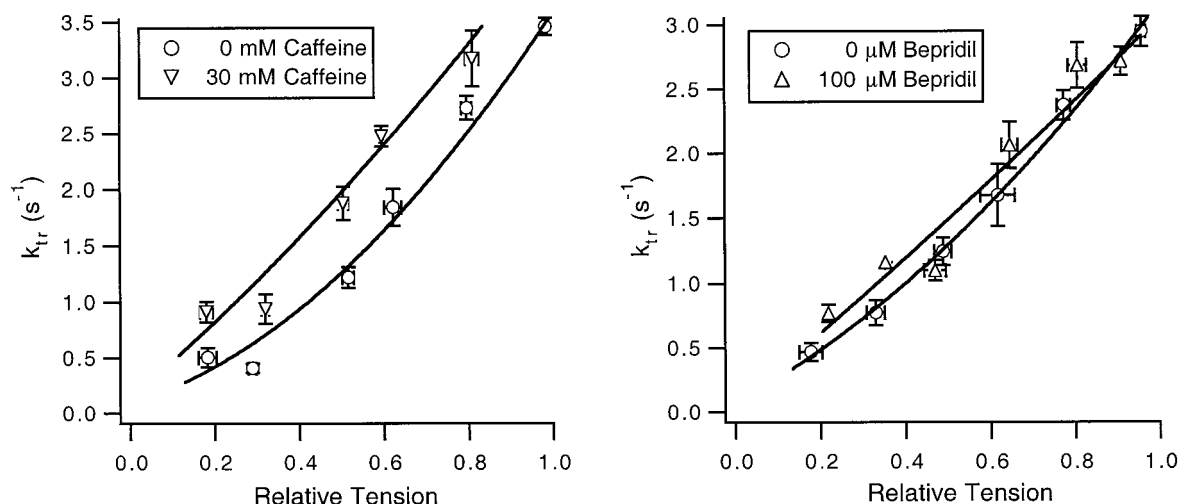 3.5
3.0
2.5
2.0
1.5
1.0
0.5
0.0
k_tr (s⁻¹)
0 mM Caffeine
30 mM Caffeine
0.0 0.2 0.4 0.6 0.8 1.0
Relative Tension
3.0
2.5
2.0
1.5
1.0
0.5
0.0
k_tr (s⁻¹)
0 μM Bepridil
100 μM Bepridil
0.0 0.2 0.4 0.6 0.8 1.0
Relative Tension